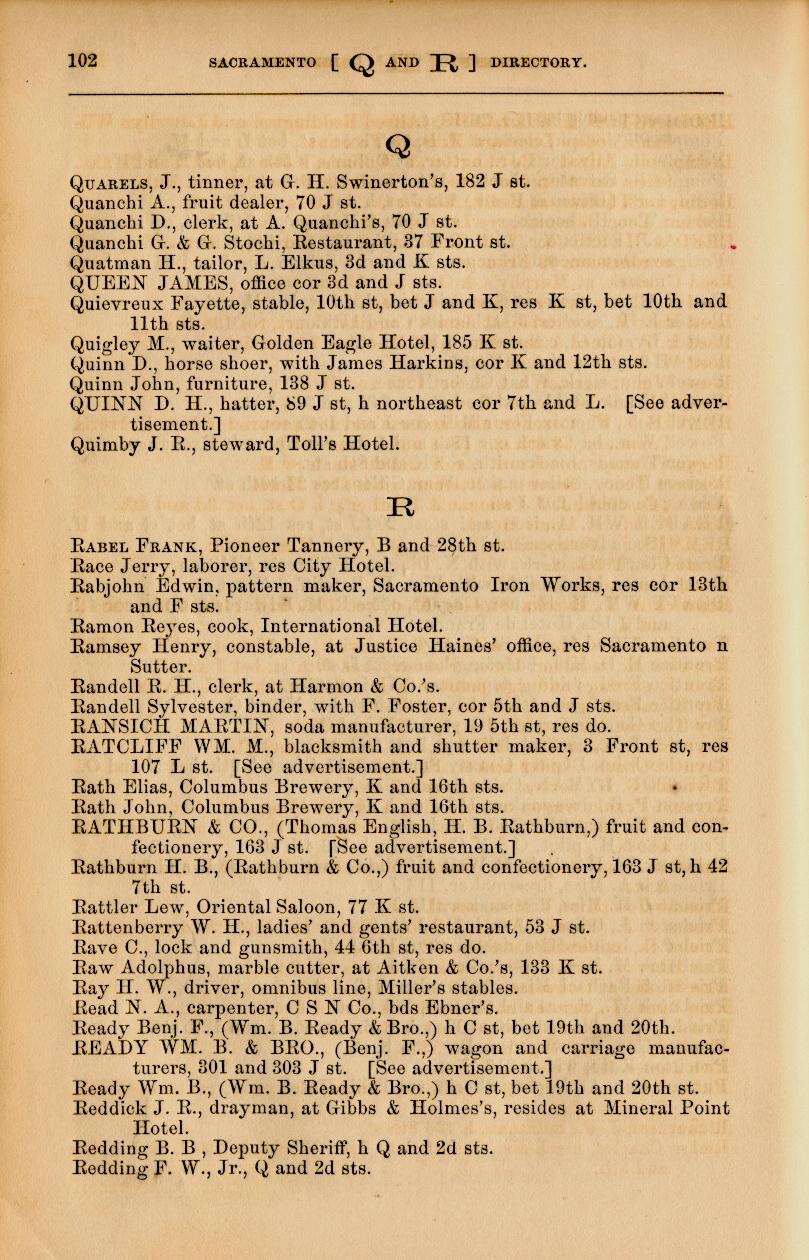 102 SACRAMENTO [ Q AND R ] DIRECTORY.
Q
QUARELS, J., tinner, at G. H. Swinerton's, 182 J st.
Quanchi A., fruit dealer, 70 J st.
Quanchi D., clerk, at A. Quanchi's, 70 J st.
Quanchi G. & G. Stochi, Restaurant, 37 Front st.
Quatman H., tailor, L. Elkus, 3d and K sts.
QUEEN JAMES, office cor 3d and J sts.
Quievreux Fayette, stable, 10th st, bet J and K, res K st, bet 10th and
11th sts.
Quigley M., waiter, Golden Eagle Hotel, 185 K st.
Quinn D., horse shoer, with James Harkins, cor K and 12th sts.
Quinn John, furniture, 138 J st.
QUINN D. H., hatter, 89 J st, h northeast cor 7th and L. [See adver-
tisement.]
Quimby J. R., steward, Toll's Hotel.
R
RABEL FRANK, Pioneer Tannery, B and 28th st.
Race Jerry, laborer, res City Hotel.
Rabjohn Edwin, pattern maker, Sacramento Iron Works, res cor 13th
and F sts.
Ramon Reyes, cook, International Hotel.
Ramsey Henry, constable, at Justice Haines' office, res Sacramento n
Sutter.
Randell R. H., clerk, at Harmon & Co.'s.
Randell Sylvester, binder, with F. Foster, cor 5th and J sts.
RANSICH MARTIN, soda manufacturer, 19 5th st, res do.
RATCLIFF WM. M., blacksmith and shutter maker, 3 Front st, res
107 L st. [See advertisement.]
Rath Elias, Columbus Brewery, K and 16th sts.
Rath John, Columbus Brewery, K and 16th sts.
RATHBURN & CO., (Thomas English, H. B. Rathburn,) fruit and con-
fectionery, 163 J st. [See advertisement.]
Rathburn H. B., (Rathburn & Co.,) fruit and confectionery, 163 J st, h 42
7th st.
Rattler Lew, Oriental Saloon, 77 K st.
Rattenberry W. H., ladies' and gents' restaurant, 53 J st.
Rave C., lock and gunsmith, 44 6th st, res do.
Raw Adolphus, marble cutter, at Aitken & Co.'s, 133 K st.
Ray H. W., driver, omnibus line, Miller's stables.
Read N. A., carpenter, C S N Co., bds Ebner's.
Ready Benj. F., (Wm. B. Ready & Bro.,) h C st, bet 19th and 20th.
READY WM. B. & BRO., (Benj. F.,) wagon and carriage manufac-
turers, 301 and 303 J st. [See advertisement.]
Ready Wm. B., (Wm. B. Ready & Bro.,) h C st, bet 19th and 20th st.
Reddick J. R., drayman, at Gibbs & Holmes's, resides at Mineral Point
Hotel.
Redding B. B , Deputy Sheriff, h Q and 2d sts.
Redding F. W., Jr., Q and 2d sts.